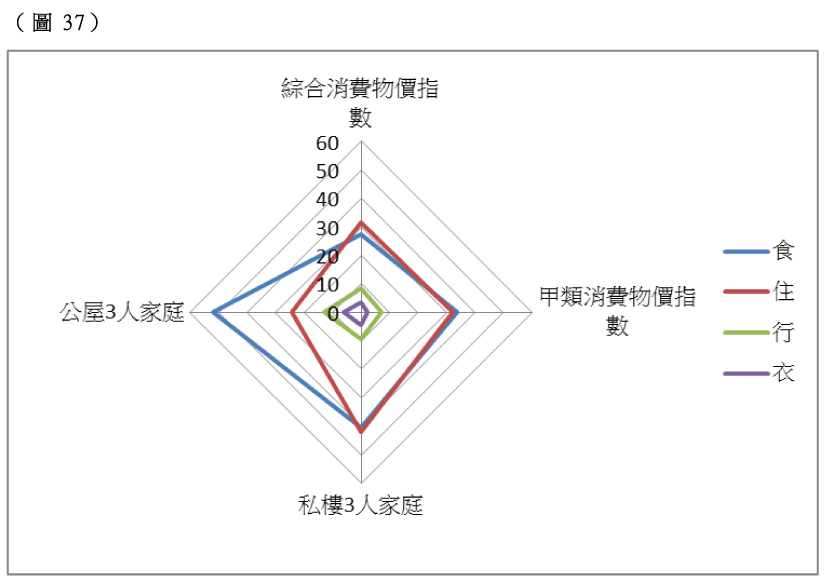 （圖 37）
綜合消費物價指
數
60
50
40
30
20
10
0
公屋3人家庭
甲類消費物價指
數
私樓3人家庭
食
住
行
衣